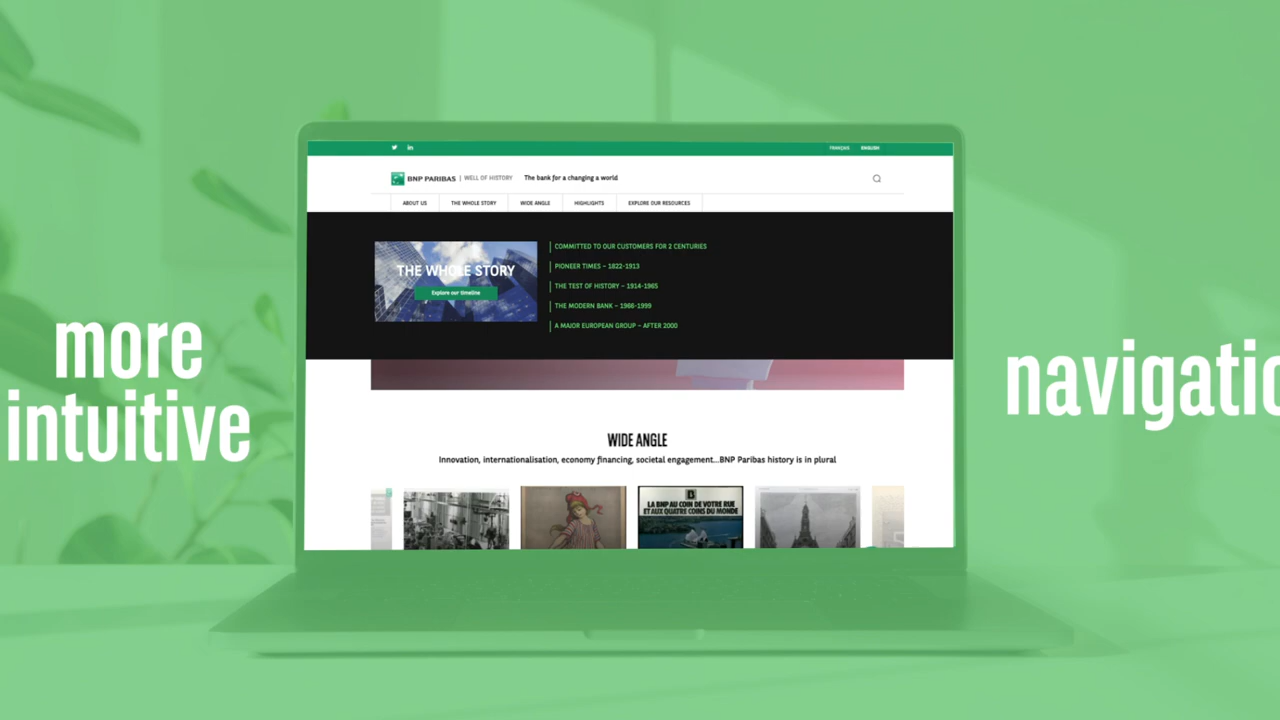 FRANÇAIS ENGLISH
BNP PARIBAS | WELL OF HISTORY The bank for a changing a world
ABOUT US THE WHOLE STORY WIDE ANGLE HIGHLIGHTS EXPLORE OUR RESOURCES
THE WHOLE STORY
Explore our timeline
COMMITTED TO OUR CUSTOMERS FOR 2 CENTURIES
PIONEER TIMES – 1822-1913
THE TEST OF HISTORY – 1914-1965
THE MODERN BANK – 1966-1999
A MAJOR EUROPEAN GROUP – AFTER 2000
more
intuitive
navigatio
WIDE ANGLE
Innovation, internationalisation, economy financing, societal engagement...BNP Paribas history is in plural
B
LA BNP AU COIN DE VOTRE RUE
ET AUX QUATRE COINS DU MONDE